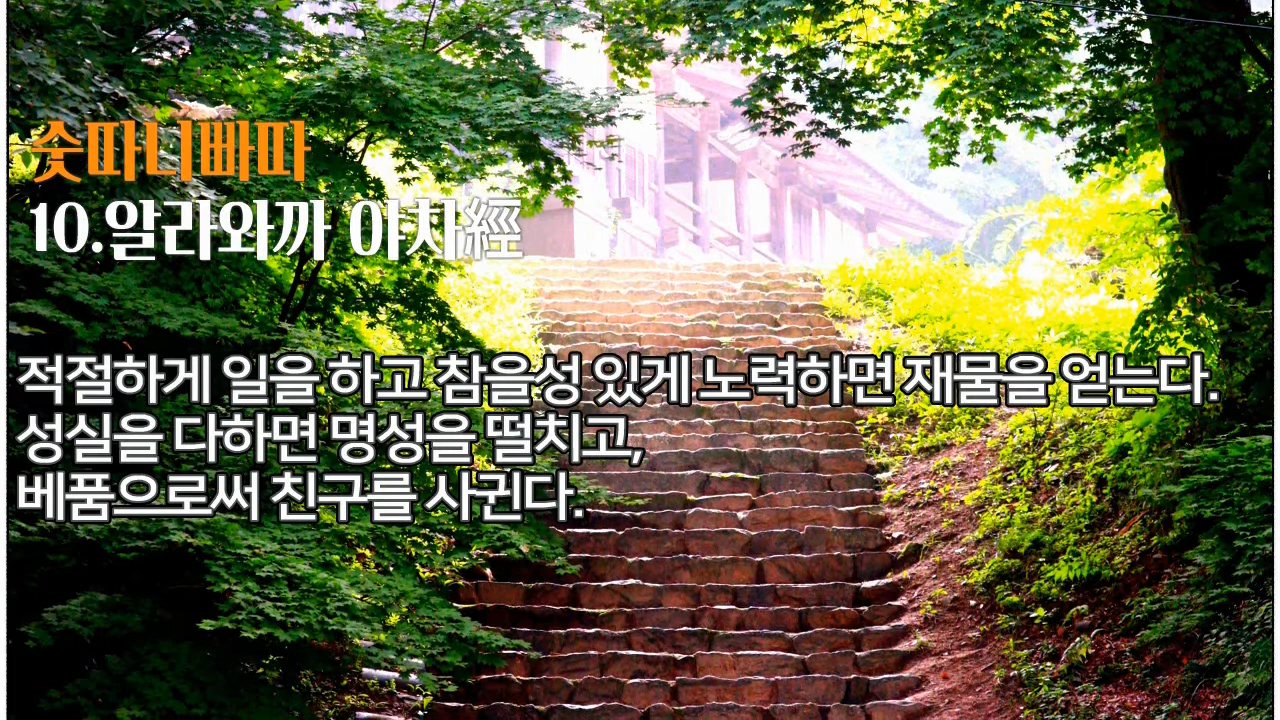 숫따니빠따
10.알라와까 야차經
적절하게 일을 하고 참을성 있게 노력하면 재물을 얻는다.
성실을 다하면 명성을 떨치고,
베품으로써 친구를 사귄다.